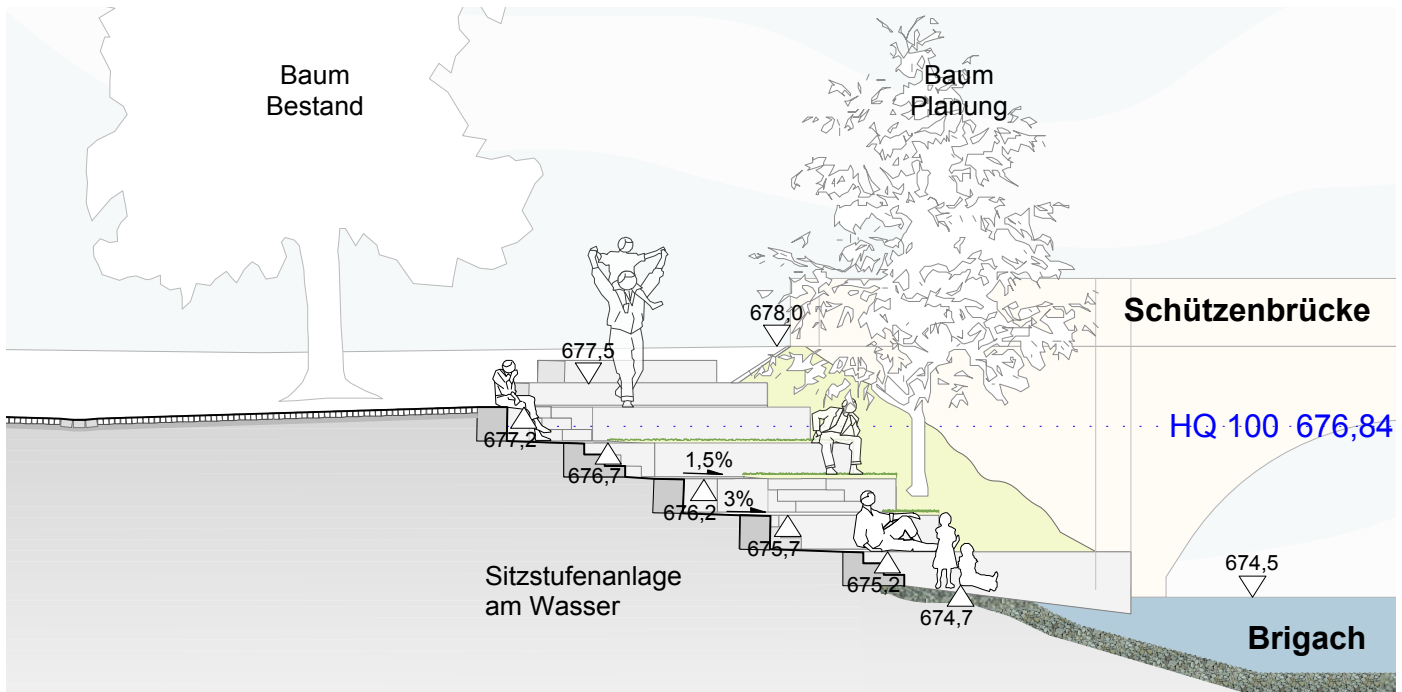 Baum
Bestand
Baum
Planung
678,0
Schützenbrücke
677,5
HQ 100 676,84
677,2
676,7
1,5%
676,2
3%
675,7
674,5
Sitzstufenanlage
am Wasser
675,2
674,7
Brigach